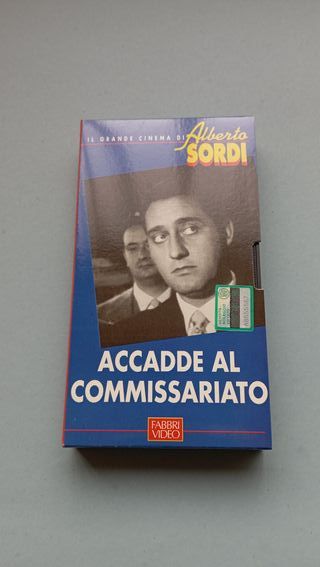 IL GRANDE CINEMA DI
Alberto
SORDI
ACCADDE AL
COMMISSARIATO
FABBRI
VIDEO